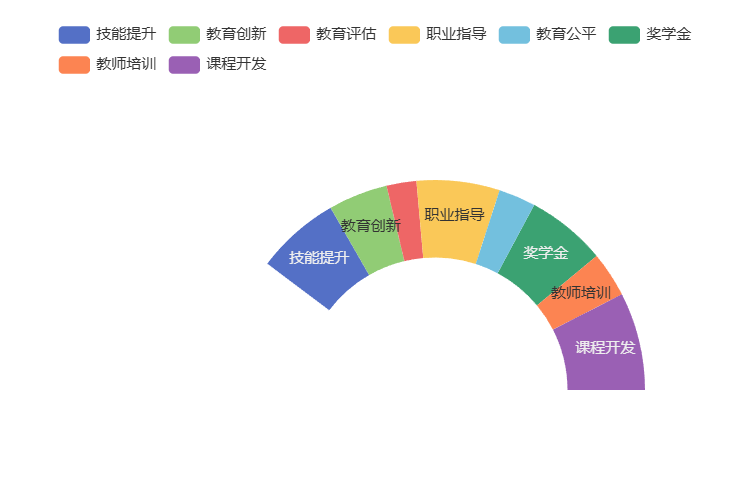 技能提升 教育创新 教育评估 职业指导 教育公平 奖学金
教师培训 课程开发
职业指导
教育创新
奖学金
技能提升
教师培训
课程开发